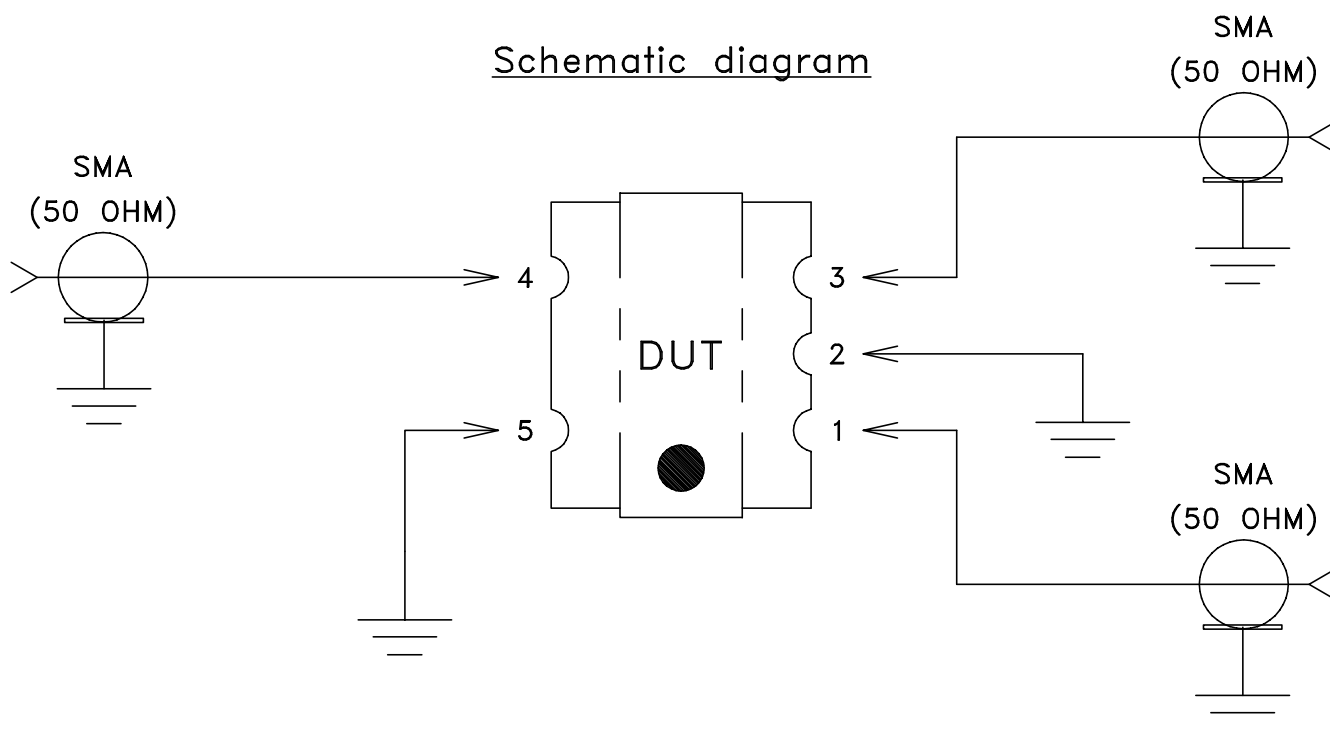 Schematic diagram
SMA
(50 OHM)
SMA
(50 OHM)
4
3
DUT
2
5
1
SMA
(50 OHM)